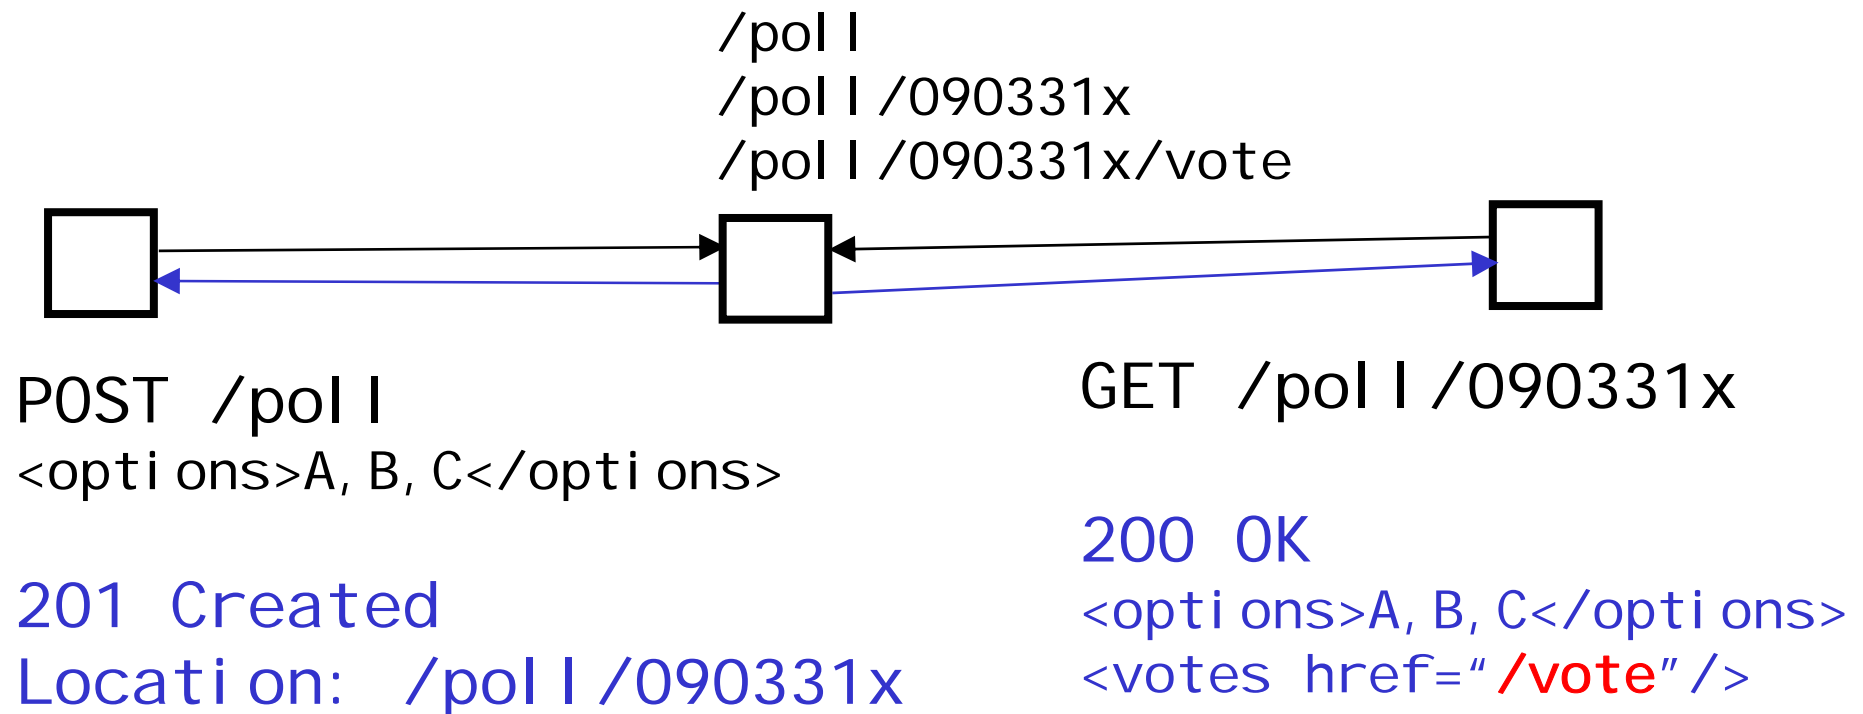 /poll
/poll/090331x
/poll/090331x/vote
POST /poll
<options>A,B,C</options>
201 Created
Location: /poll/090331x
GET /poll/090331x
200 OK
<options>A,B,C</options>
<votes href=“/vote”/>